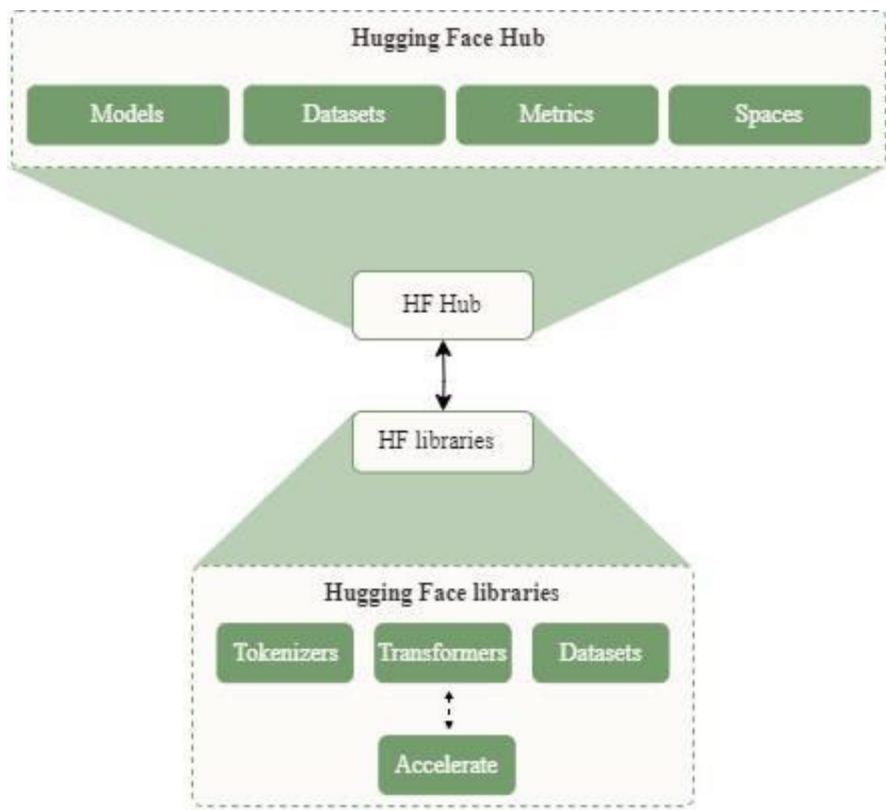 Hugging Face Hub
Models Datasets Metrics Spaces
HF Hub
HF libraries
Hugging Face libraries
Tokenizers Transformers Datasets
Accelerate